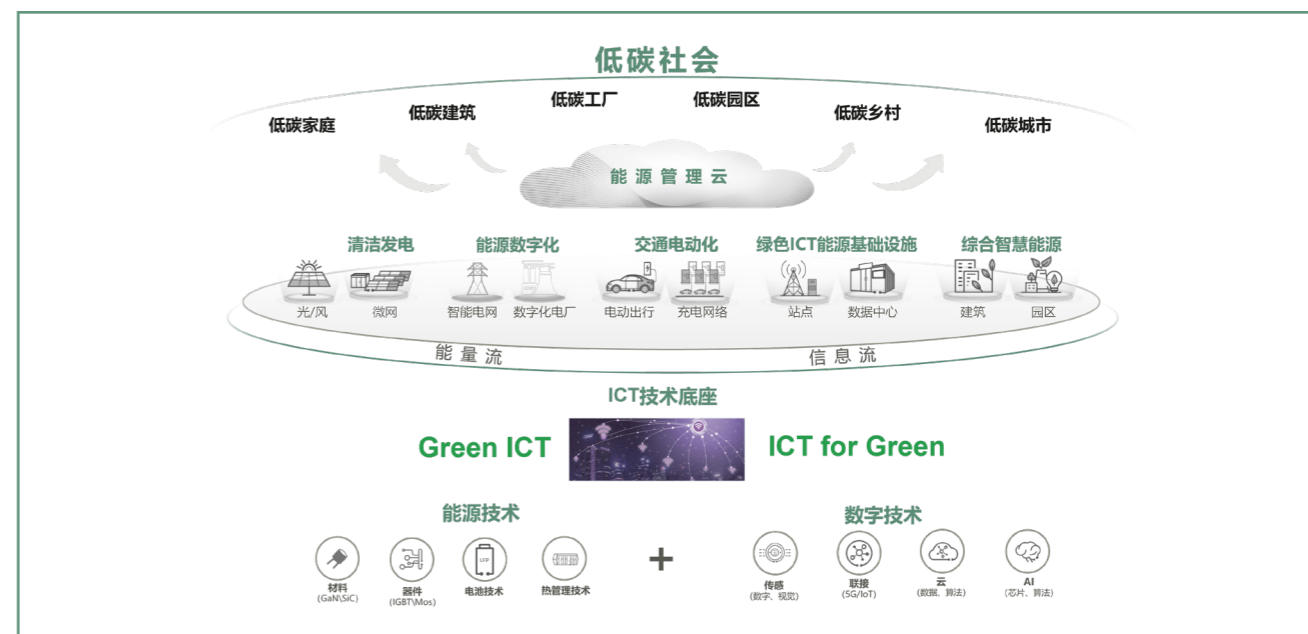 低碳社会
低碳家庭
低碳建筑
低碳工厂
低碳园区
低碳乡村
低碳城市
能源管理云
清洁发电
能源数字化
交通电动化
绿色ICT能源基础设施
综合智慧能源
光/风
微网
智能电网
数字化电厂
电动出行
充电网络
站点
数据中心
建筑
园区
能量流
信息流
ICT技术底座
Green ICT
ICT for Green
能源技术
数字技术
LFP
+
材料
(GaN\SiC)
器件
(IGBT\Mos)
电池技术
热管理技术
传感
(数字、视觉)
联接
(5G/IoT)
云
(数据、算法)
AI
(芯片、算法)